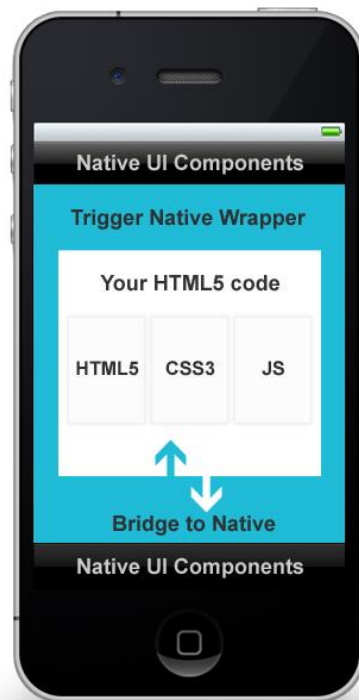 Native UI Components
Trigger Native Wrapper
Your HTML5 code
HTML5 CSS3 JS
Bridge to Native
Native UI Components